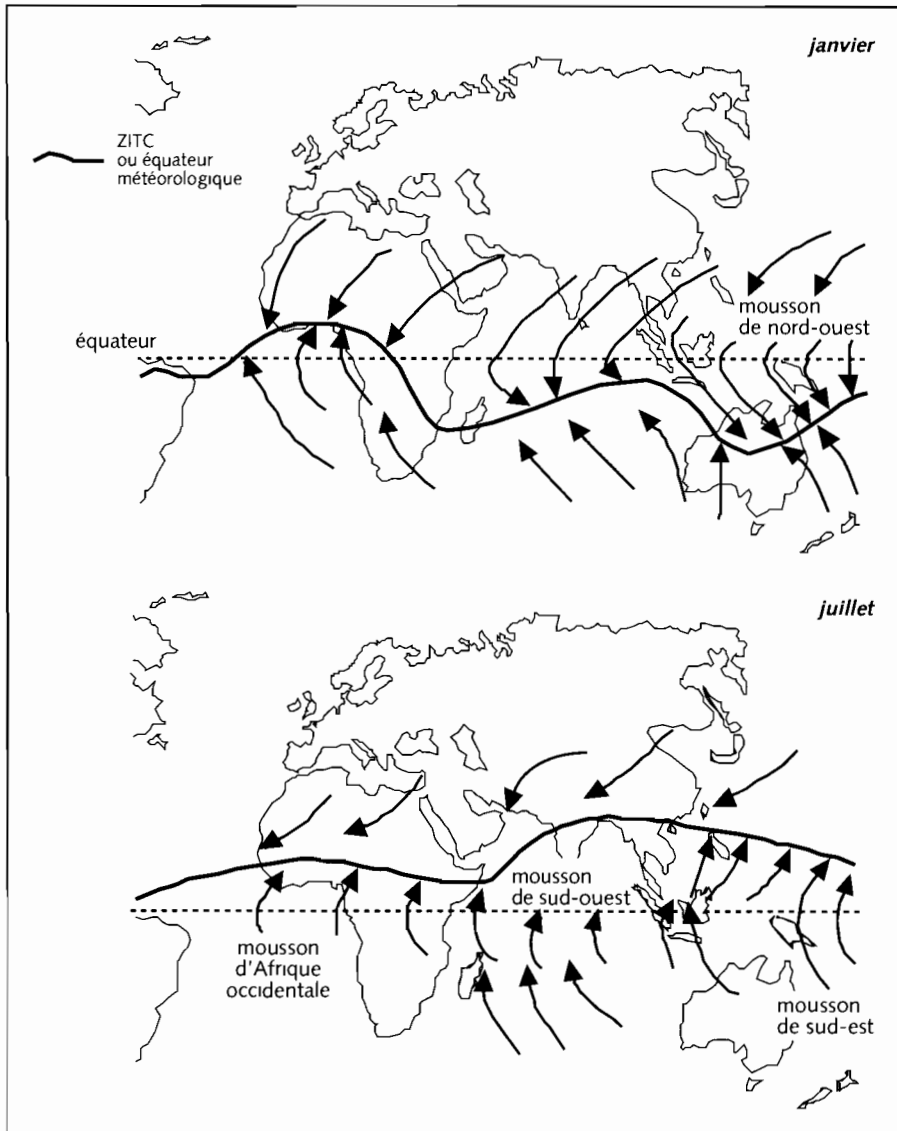 janvier
ZITC
ou équateur
météorologique
mousson
de nord-ouest
équateur
juillet
mousson
de sud-ouest
mousson
d'Afrique
occidentale
mousson
de sud-est